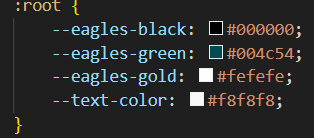 :root {
--eagles-black: #000000;
--eagles-green: #004c54;
--eagles-gold: #fefefe;
--text-color: #f8f8f8;
}